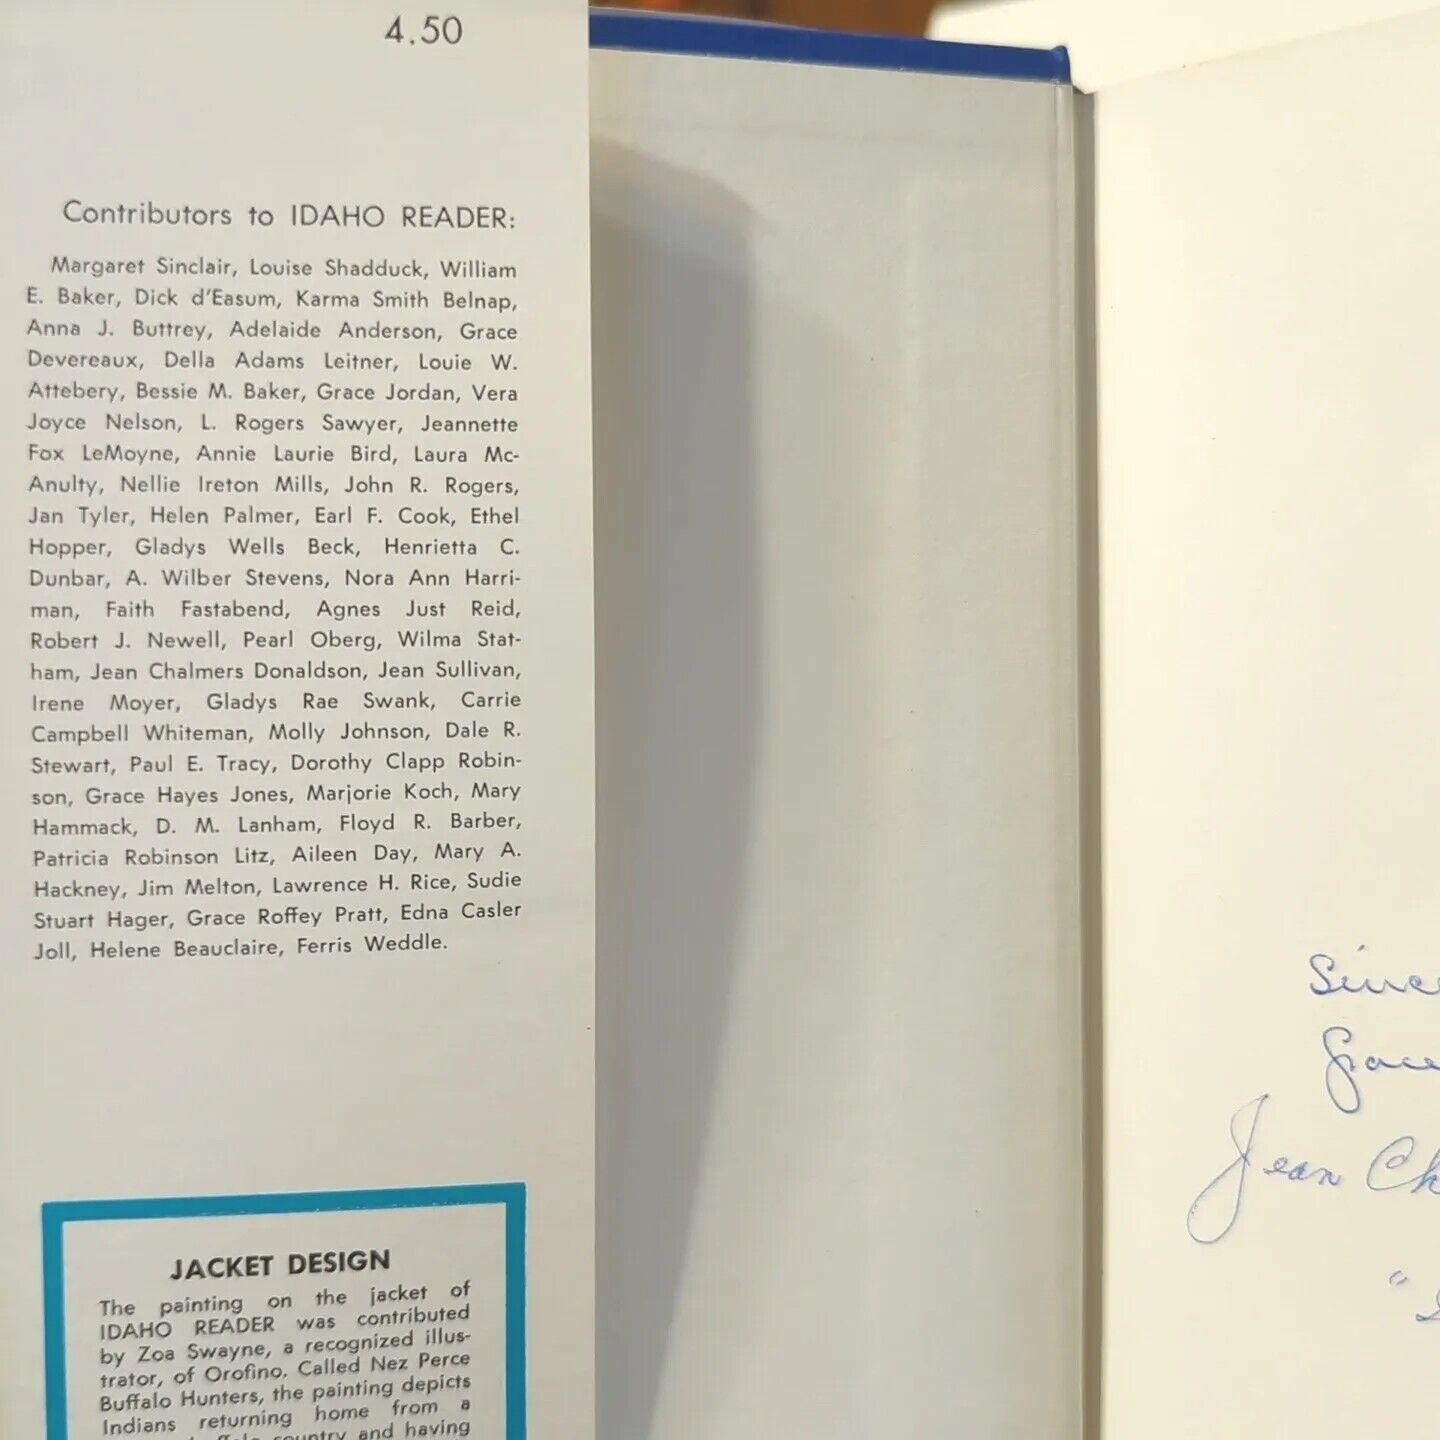 4.50
Contributors to IDAHO READER:
Margaret Sinclair, Louise Shadduck, William
E. Baker, Dick d'Easum, Karma Smith Belnap,
Anna J. Buttrey, Adelaide Anderson, Grace
Devereaux, Della Adams Leitner, Louie W.
Attebery, Bessie M. Baker, Grace Jordan, Vera
Joyce Nelson, L. Rogers Sawyer, Jeannette
Fox LeMoyne, Annie Laurie Bird, Laura Mc-
Anulty, Nellie Ireton Mills, John R. Rogers,
Jan Tyler, Helen Palmer, Earl F. Cook, Ethel
Hopper, Gladys Wells Beck, Henrietta C.
Dunbar, A. Wilber Stevens, Nora Ann Harri-
man, Faith Fastabend, Agnes Just Reid,
Robert J. Newell, Pearl Oberg, Wilma Stat-
ham, Jean Chalmers Donaldson, Jean Sullivan,
Irene Moyer, Gladys Rae Swank, Carrie
Campbell Whiteman, Molly Johnson, Dale R.
Stewart, Paul E. Tracy, Dorothy Clapp Robin-
son, Grace Hayes Jones, Marjorie Koch, Mary
Hammack, D. M. Lanham, Floyd R. Barber,
Patricia Robinson Litz, Aileen Day, Mary A.
Hackney, Jim Melton, Lawrence H. Rice, Sudie
Stuart Hager, Grace Roffey Pratt, Edna Casler
Joll, Helene Beauclaire, Ferris Weddle.
JACKET DESIGN
The painting on the jacket of
IDAHO READER was contributed
by Zoa Swayne, a recognized illus-
trator, of Orofino. Called Nez Perce
Buffalo Hunters, the painting depicts
Indians returning home from a
country and having
Since
Grace
Jean Ch